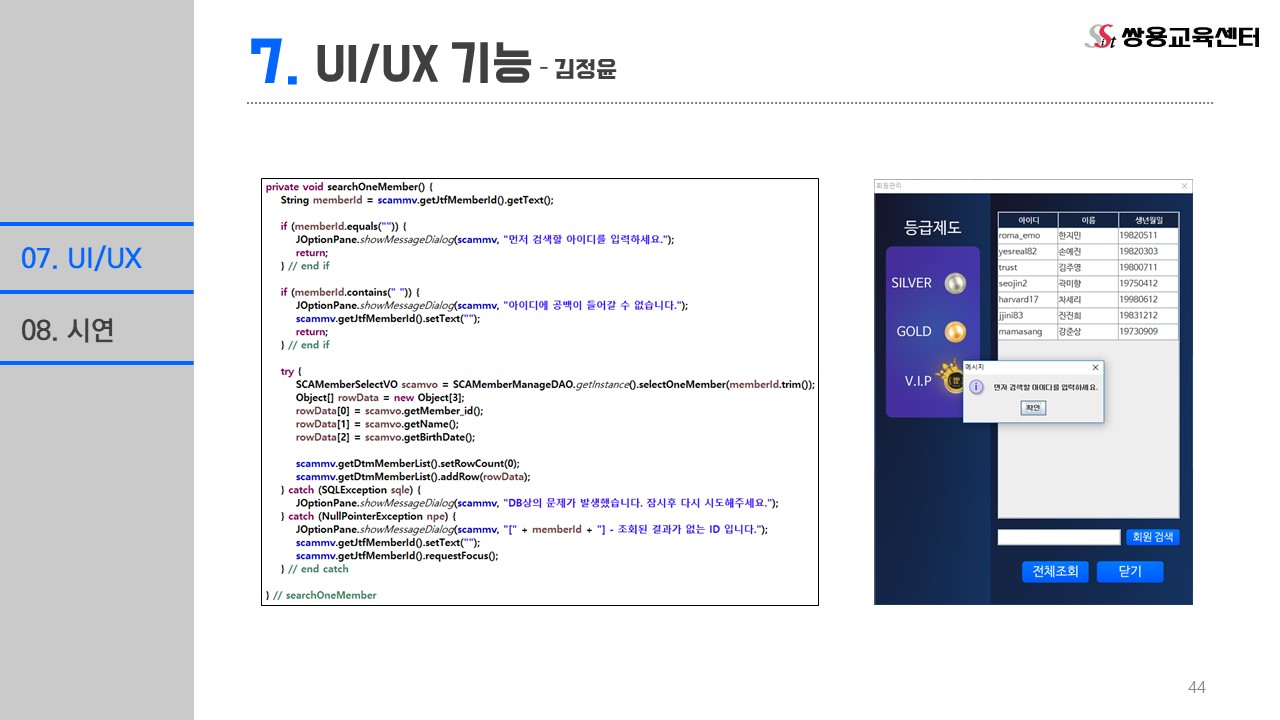 7. UI/UX 기능 - 김정윤
Sist 쌍용교육센터
07. UI/UX
08. 시연
private void searchOneMember() {
String memberId = scammv.getJtfMemberId().getText();
if (memberId.equals("")) {
JOptionPane.showMessageDialog(scammv, "먼저 검색할 아이디를 입력하세요.");
return;
} // end if
if (memberId.contains(" ")) {
JOptionPane.showMessageDialog(scammv, "아이디에 공백이 들어갈 수 없습니다.");
scammv.getJtfMemberId().setText("");
return;
} // end if
try {
SCAMemberSelectVO scamvo = SCAMemberManageDAO.getInstance().selectOneMember(memberId.trim());
Object[] rowData = new Object[3];
rowData[0] = scamvo.getMember_id();
rowData[1] = scamvo.getName();
rowData[2] = scamvo.getBirthDate();
scammv.getDtmMemberList().setRowCount(0);
scammv.getDtmMemberList().addRow(rowData);
} catch (SQLException sqle) {
JOptionPane.showMessageDialog(scammv, "DB상의 문제가 발생했습니다. 잠시후 다시 시도해주세요.");
} catch (NullPointerException npe) {
JOptionPane.showMessageDialog(scammv, "[" + memberId + "] - 조회된 결과가 없는 ID 입니다.");
scammv.getJtfMemberId().setText("");
scammv.getJtfMemberId().requestFocus();
} // end catch
} // searchOneMember
회원관리
등급제도
SILVER
GOLD
V.I.P
아이디 이름 생년월일
roma_emo 한지민 19820511
yesreal82 손예진 19820303
trust 김주영 19800711
seojin2 곽미향 19750412
harvard17 차세리 19980612
jjini83 진진희 19831212
mamasang 강준상 19730909
메시지
먼저 검색할 아이디를 입력하세요.
확인
회원 검색
전체조회 닫기
44